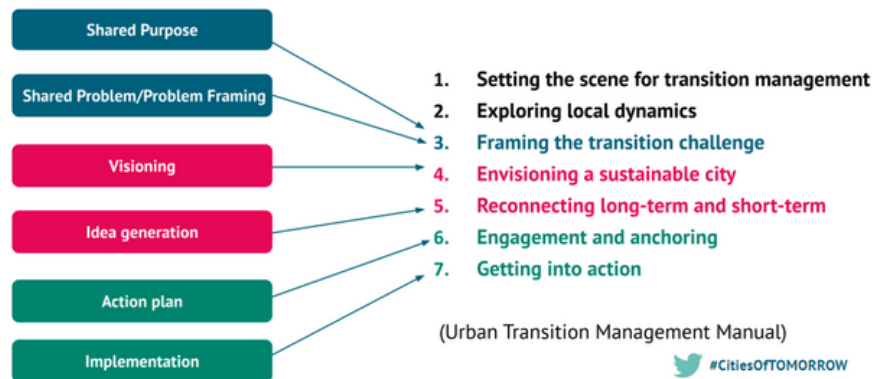 Shared Purpose
Shared Problem/Problem Framing
Visioning
Idea generation
Action plan
Implementation
1. Setting the scene for transition management
2. Exploring local dynamics
3. Framing the transition challenge
4. Envisioning a sustainable city
5. Reconnecting long-term and short-term
6. Engagement and anchoring
7. Getting into action
(Urban Transition Management Manual)
#CitiesOfTOMORROW